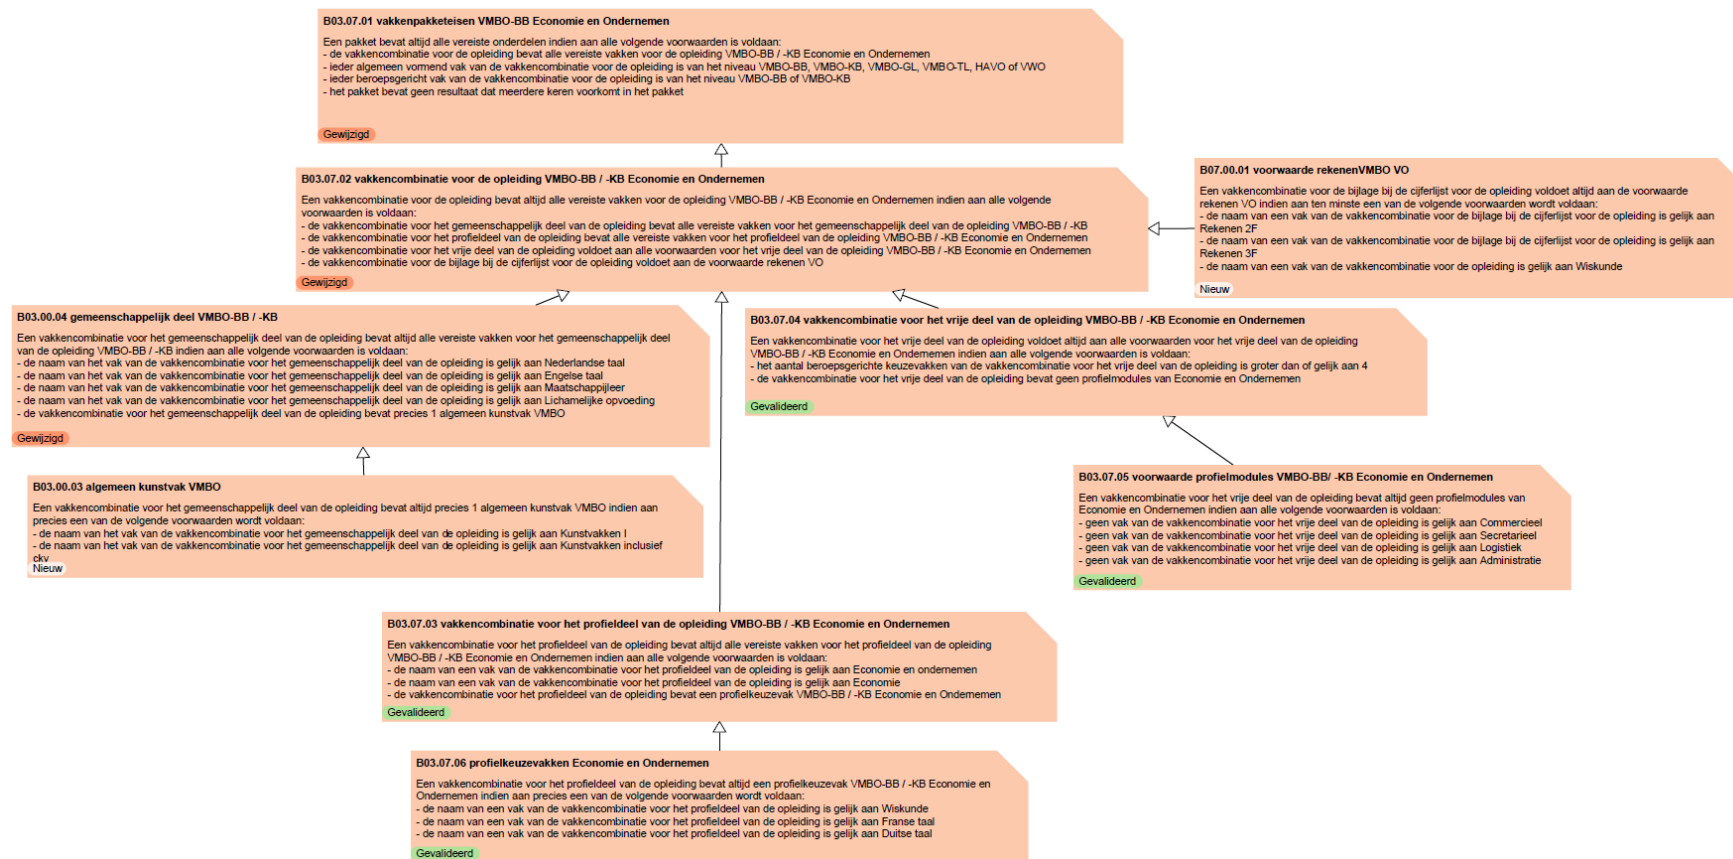 B03.07.01 vakkenpakketeisen VMBO-BB Economie en Ondernemen
Een pakket bevat altijd alle vereiste onderdelen indien aan alle volgende voorwaarden is voldaan:
- de vakkencombinatie voor de opleiding bevat alle vereiste vakken voor de opleiding VMBO-BB / -KB Economie en Ondernemen
- ieder algemeen vormend vak van de vakkencombinatie voor de opleiding is van het niveau VMBO-BB, VMBO-KB, VMBO-GL, VMBO-TL, HAVO of VWO
- ieder beroepsgericht vak van de vakkencombinatie voor de opleiding is van het niveau VMBO-BB of VMBO-KB
- het pakket bevat geen resultaat dat meerdere keren voorkomt in het pakket
Gewijzigd
B03.07.02 vakkencombinatie voor de opleiding VMBO-BB / -KB Economie en Ondernemen
Een vakkencombinatie voor de opleiding bevat altijd alle vereiste vakken voor de opleiding VMBO-BB / -KB Economie en Ondernemen indien aan alle volgende
voorwaarden is voldaan:
- de vakkencombinatie voor het gemeenschappelijk deel van de opleiding bevat alle vereiste vakken voor het gemeenschappelijk deel van de opleiding VMBO-BB / -KB
- de vakkencombinatie voor het profieldeel van de opleiding bevat alle vereiste vakken voor het profieldeel van de opleiding VMBO-BB / -KB Economie en Ondernemen
- de vakkencombinatie voor het vrije deel van de opleiding voldoet aan alle voorwaarden voor het vrije deel van de opleiding VMBO-BB / -KB Economie en Ondernemen
- de vakkencombinatie voor de bijlage bij de cijferlijst voor de opleiding voldoet aan de voorwaarde rekenen VO
Gewijzigd
B07.00.01 voorwaarde rekenenVMBO VO
Een vakkencombinatie voor de bijlage bij de cijferlijst voor de opleiding voldoet altijd aan de voorwaarde
rekenen VO indien aan ten minste een van de volgende voorwaarden wordt voldaan:
- de naam van een vak van de vakkencombinatie voor de bijlage bij de cijferlijst voor de opleiding is gelijk aan
Rekenen 2F
- de naam van een vak van de vakkencombinatie voor de bijlage bij de cijferlijst voor de opleiding is gelijk aan
Rekenen 3F
- de naam van een vak van de vakkencombinatie voor de opleiding is gelijk aan Wiskunde
Nieuw
B03.00.04 gemeenschappelijk deel VMBO-BB / -KB
Een vakkencombinatie voor het gemeenschappelijk deel van de opleiding bevat altijd alle vereiste vakken voor het gemeenschappelijk deel
van de opleiding VMBO-BB / -KB indien aan alle volgende voorwaarden is voldaan:
- de naam van het vak van de vakkencombinatie voor het gemeenschappelijk deel van de opleiding is gelijk aan Nederlandse taal
- de naam van het vak van de vakkencombinatie voor het gemeenschappelijk deel van de opleiding is gelijk aan Engelse taal
- de naam van het vak van de vakkencombinatie voor het gemeenschappelijk deel van de opleiding is gelijk aan Maatschappijleer
- de naam van het vak van de vakkencombinatie voor het gemeenschappelijk deel van de opleiding is gelijk aan Lichamelijke opvoeding
- de vakkencombinatie voor het gemeenschappelijk deel van de opleiding bevat precies 1 algemeen kunstvak VMBO
Gewijzigd
B03.07.04 vakkencombinatie voor het vrije deel van de opleiding VMBO-BB / -KB Economie en Ondernemen
Een vakkencombinatie voor het vrije deel van de opleiding voldoet altijd aan alle voorwaarden voor het vrije deel van de opleiding
VMBO-BB / -KB Economie en Ondernemen indien aan alle volgende voorwaarden is voldaan:
- het aantal beroepsgerichte keuzevakken van de vakkencombinatie voor het vrije deel van de opleiding is groter dan of gelijk aan 4
- de vakkencombinatie voor het vrije deel van de opleiding bevat geen profielmodules van Economie en Ondernemen
Gevalideerd
B03.00.03 algemeen kunstvak VMBO
Een vakkencombinatie voor het gemeenschappelijk deel van de opleiding bevat altijd precies 1 algemeen kunstvak VMBO indien aan
precies een van de volgende voorwaarden wordt voldaan:
- de naam van het vak van de vakkencombinatie voor het gemeenschappelijk deel van de opleiding is gelijk aan Kunstvakken I
- de naam van het vak van de vakkencombinatie voor het gemeenschappelijk deel van de opleiding is gelijk aan Kunstvakken inclusief
ckv
Nieuw
B03.07.05 voorwaarde profielmodules VMBO-BB/ -KB Economie en Ondernemen
Een vakkencombinatie voor het vrije deel van de opleiding bevat altijd geen profielmodules van
Economie en Ondernemen indien aan alle volgende voorwaarden is voldaan:
- geen vak van de vakkencombinatie voor het vrije deel van de opleiding is gelijk aan Commercieel
- geen vak van de vakkencombinatie voor het vrije deel van de opleiding is gelijk aan Secretarieel
- geen vak van de vakkencombinatie voor het vrije deel van de opleiding is gelijk aan Logistiek
- geen vak van de vakkencombinatie voor het vrije deel van de opleiding is gelijk aan Administratie
Gevalideerd
B03.07.03 vakkencombinatie voor het profieldeel van de opleiding VMBO-BB / -KB Economie en Ondernemen
Een vakkencombinatie voor het profieldeel van de opleiding bevat altijd alle vereiste vakken voor het profieldeel van de opleiding
VMBO-BB / -KB Economie en Ondernemen indien aan alle volgende voorwaarden is voldaan:
- de naam van een vak van de vakkencombinatie voor het profieldeel van de opleiding is gelijk aan Economie en ondernemen
- de naam van een vak van de vakkencombinatie voor het profieldeel van de opleiding is gelijk aan Economie
- de vakkencombinatie voor het profieldeel van de opleiding bevat een profielkeuzevak VMBO-BB / -KB Economie en Ondernemen
Gevalideerd
B03.07.06 profielkeuzevakken Economie en Ondernemen
Een vakkencombinatie voor het profieldeel van de opleiding bevat altijd een profielkeuzevak VMBO-BB / -KB Economie en
Ondernemen indien aan precies een van de volgende voorwaarden wordt voldaan:
- de naam van een vak van de vakkencombinatie voor het profieldeel van de opleiding is gelijk aan Wiskunde
- de naam van een vak van de vakkencombinatie voor het profieldeel van de opleiding is gelijk aan Franse taal
- de naam van een vak van de vakkencombinatie voor het profieldeel van de opleiding is gelijk aan Duitse taal
Gevalideerd